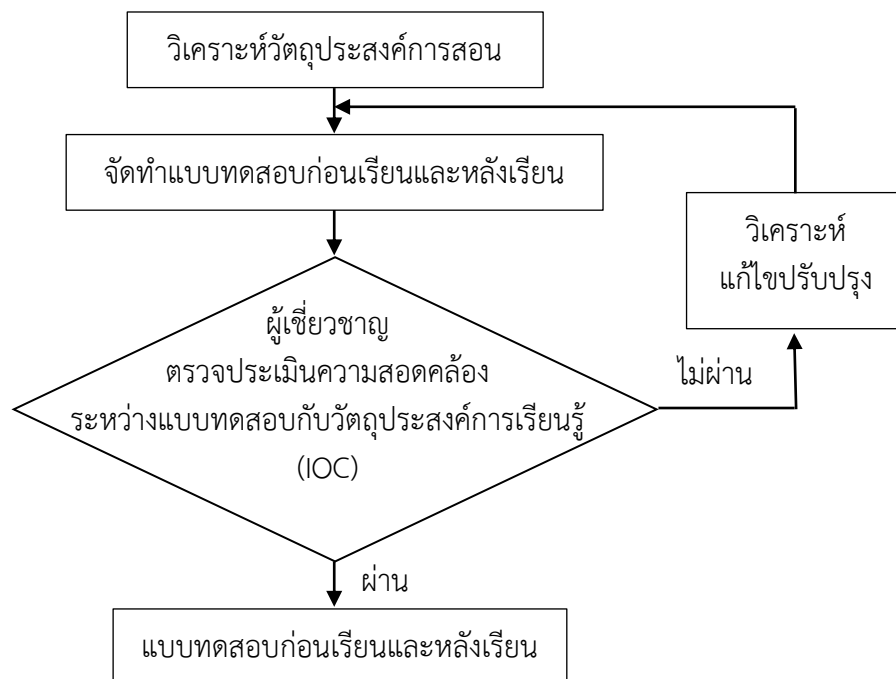 วิเคราะห์วัตถุประสงค์การสอน
จัดทำแบบทดสอบก่อนเรียนและหลังเรียน
วิเคราะห์
แก้ไขปรับปรุง
ผู้เชี่ยวชาญ
ตรวจประเมินความสอดคล้อง
ระหว่างแบบทดสอบกับวัตถุประสงค์การเรียนรู้
(IOC)
ไม่ผ่าน
ผ่าน
แบบทดสอบก่อนเรียนและหลังเรียน